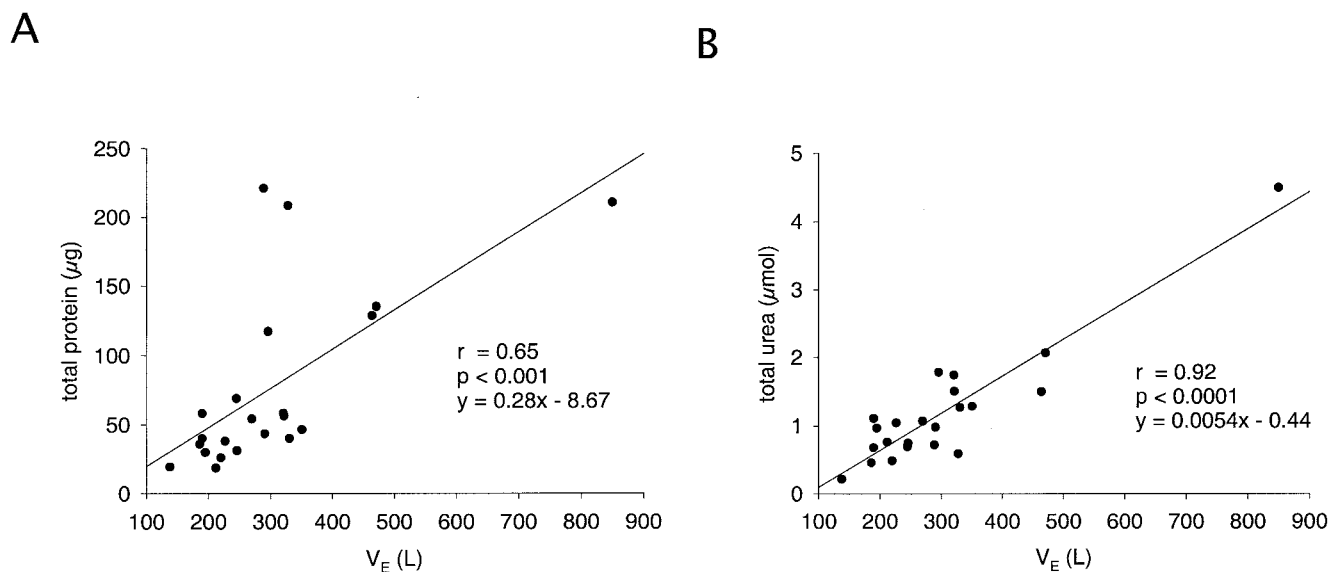 A
250
200
150
100
50
0
total protein (µg)
r = 0.65
p < 0.001
y = 0.28x - 8.67
100 200 300 400 500 600 700 800 900
V_E (L)
B
5
4
3
2
1
0
total urea (µmol)
r = 0.92
p < 0.0001
y = 0.0054x - 0.44
100 200 300 400 500 600 700 800 900
V_E (L)